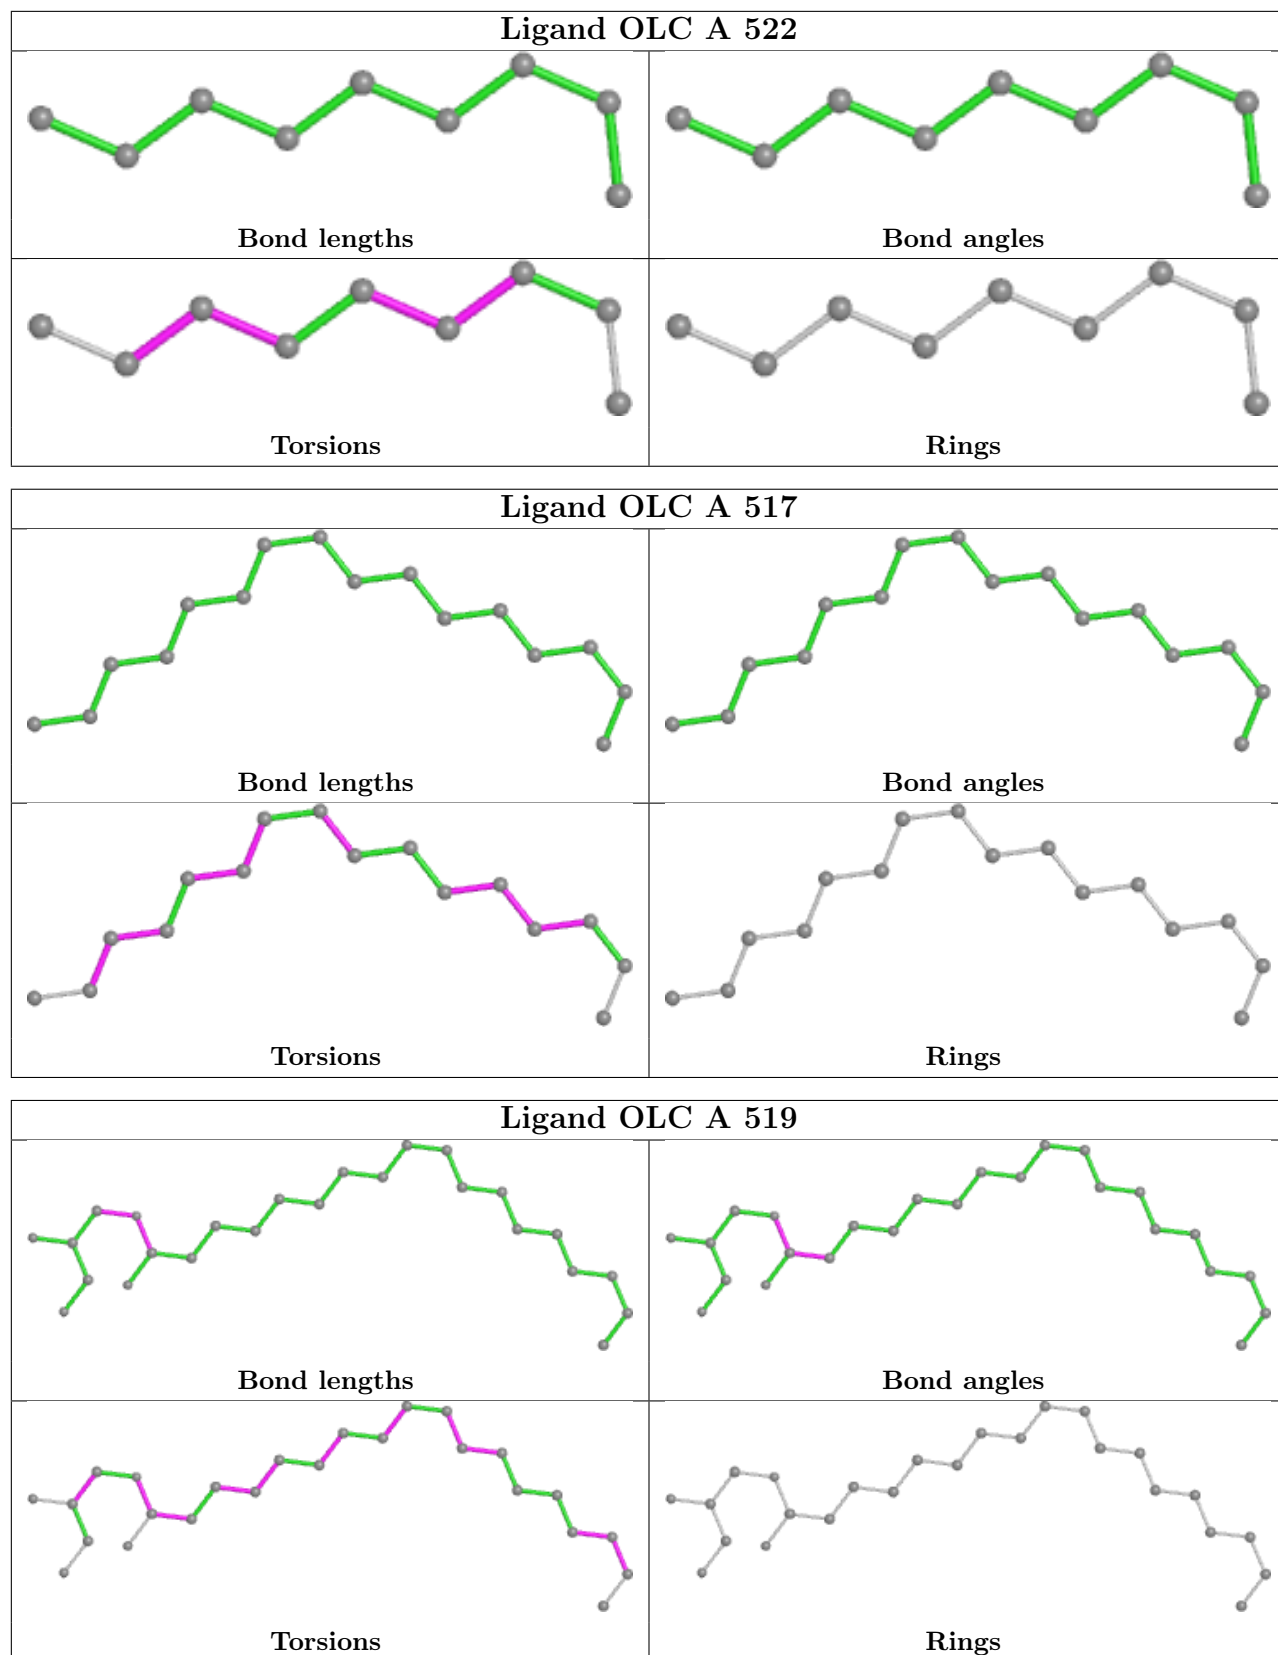 Ligand OLC A 522
Bond lengths
Bond angles
Torsions
Rings
Ligand OLC A 517
Bond lengths
Bond angles
Torsions
Rings
Ligand OLC A 519
Bond lengths
Bond angles
Torsions
Rings